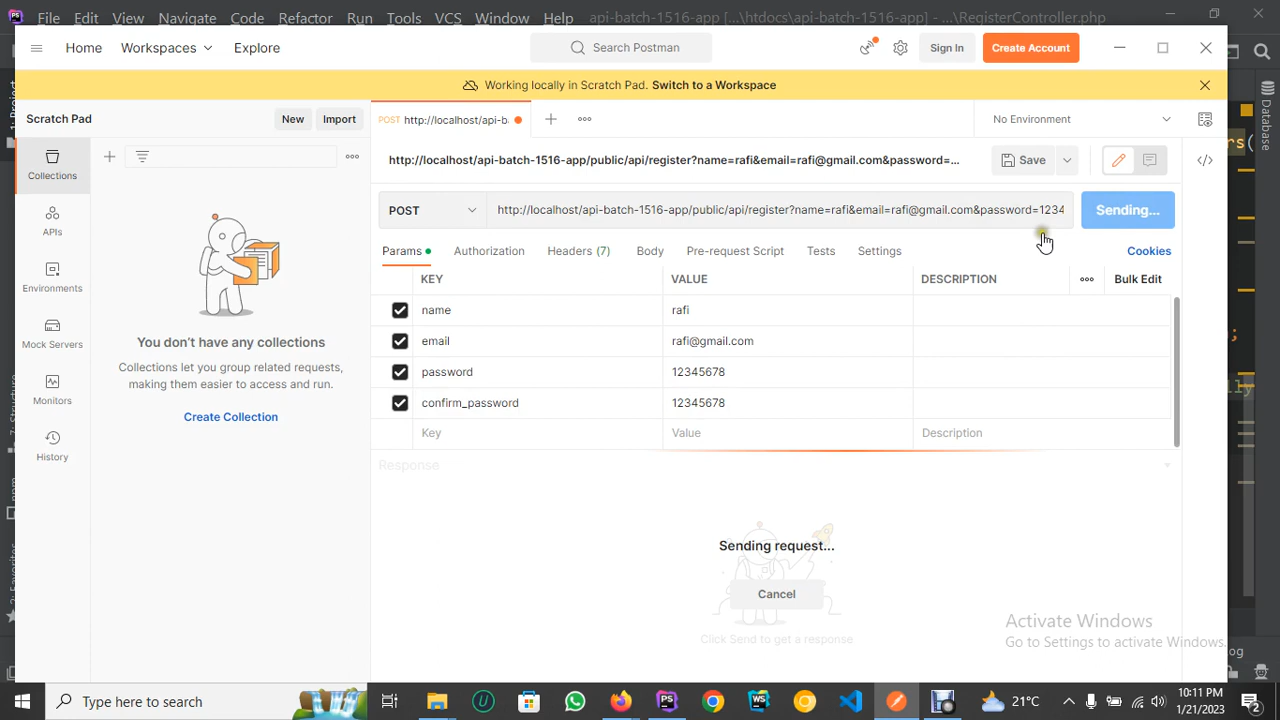 File Edit View Navigate Code Refactor Run Tools VCS Window Help api-batch-1516-app [...\htdocs\api-batch-1516-app] - ...\RegisterController.php
Home Workspaces Explore Search Postman Sign In Create Account
Working locally in Scratch Pad. Switch to a Workspace
Scratch Pad New Import POST http://localhost/api-b No Environment
http://localhost/api-batch-1516-app/public/api/register?name=rafi&email=rafi@gmail.com&password=... Save
Collections
POST http://localhost/api-batch-1516-app/public/api/register?name=rafi&email=rafi@gmail.com&password=1234 Sending...
APIs
Params Authorization Headers (7) Body Pre-request Script Tests Settings Cookies
KEY VALUE DESCRIPTION Bulk Edit
Environments
name rafi
Mock Servers
You don't have any collections
email rafi@gmail.com
Collections let you group related requests,
making them easier to access and run.
password 12345678
Monitors
confirm_password 12345678
Create Collection
Key Value Description
History
Response
Sending request...
Cancel
Click Send to get a response
Activate Windows
Go to Settings to activate Windows.
Database
Type here to search 21°C 10:11 PM
1/21/2023
2